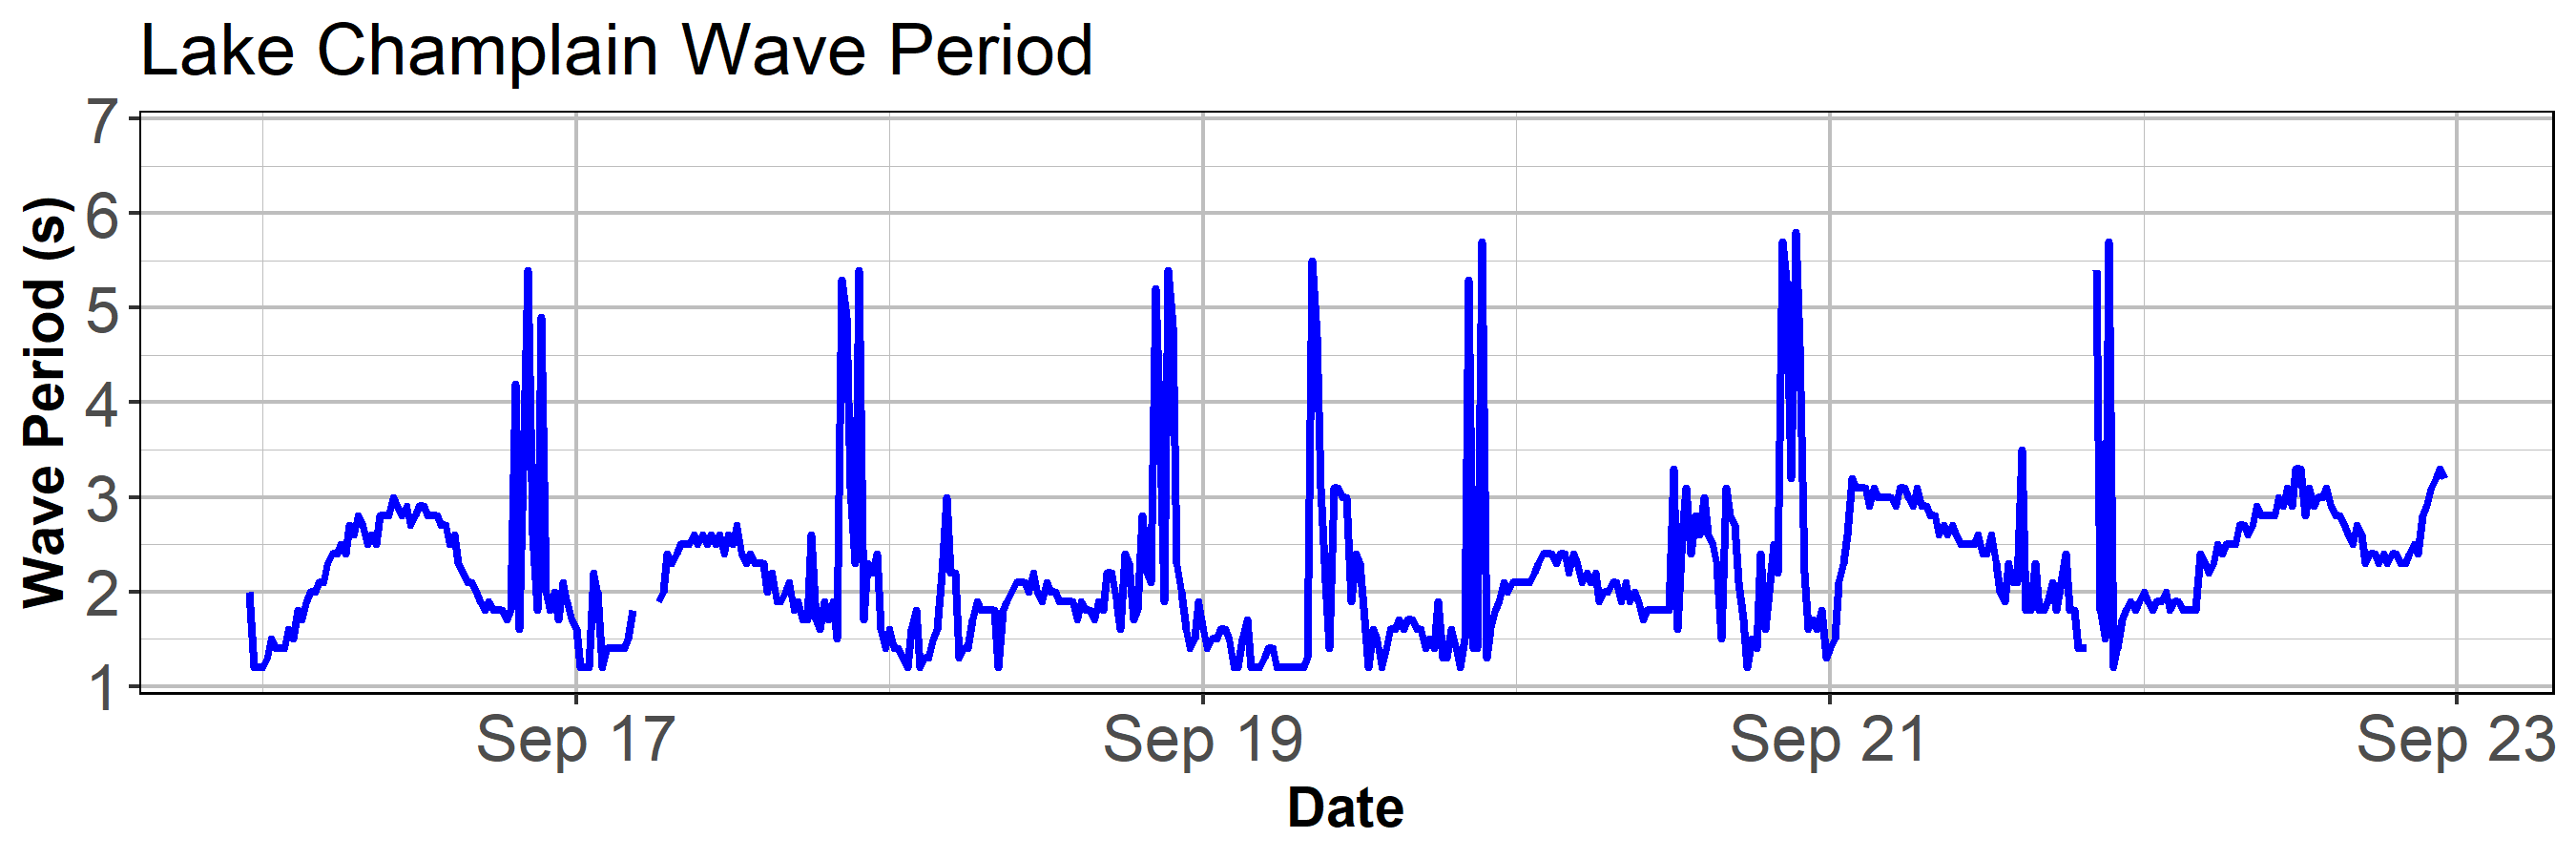 Lake Champlain Wave Period
Wave Period (s)
7
6
5
4
3
2
1
Sep 17
Sep 19
Sep 21
Sep 23
Date